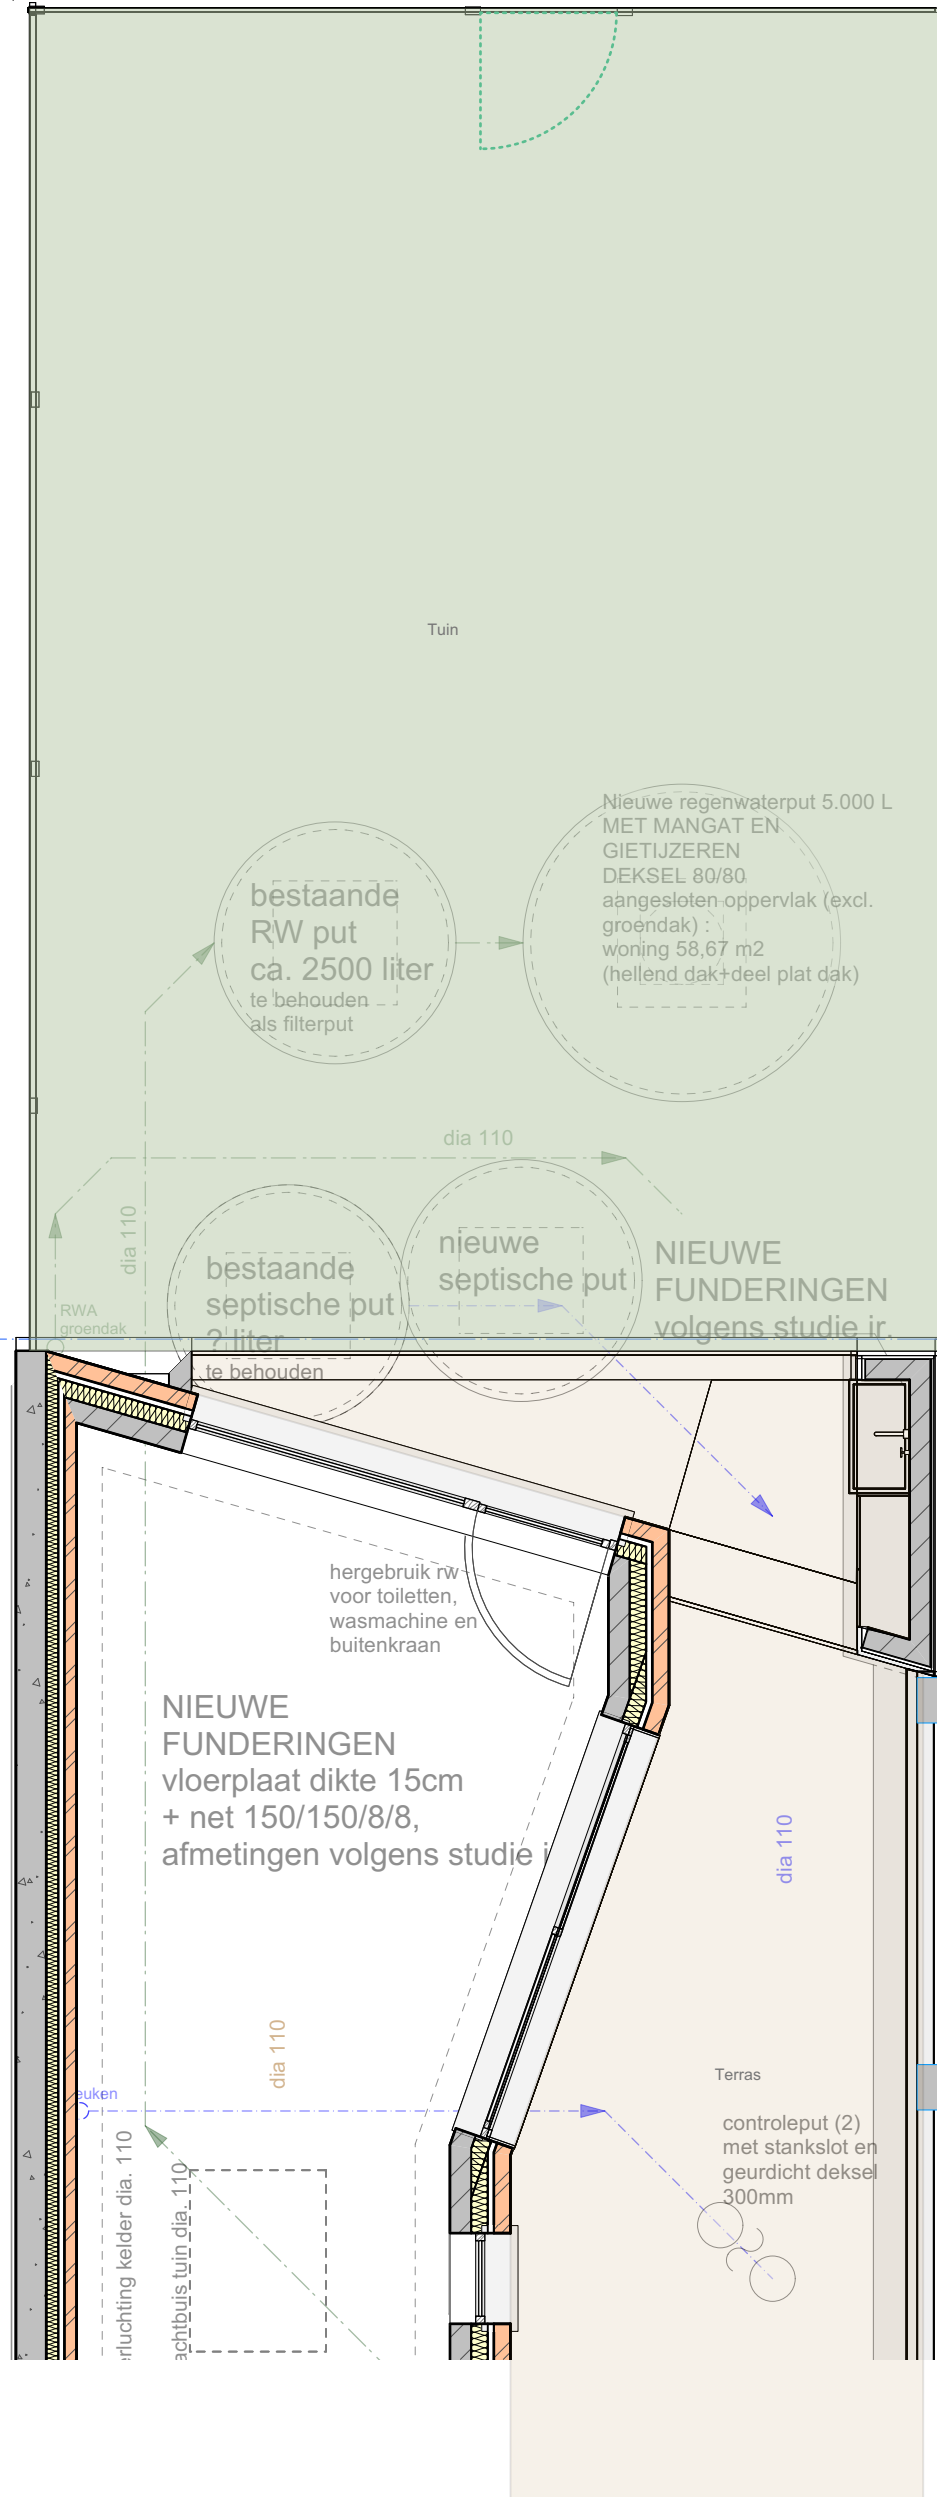 Tuin
Nieuwe regenwaterput 5.000 L
MET MANGAT EN
GIETIJZEREN
DEKSEL 80/80
aangesloten oppervlak (excl.
groendak) :
woning 58,67 m2
(hellend dak+deel plat dak)
bestaande
RW put
ca. 2500 liter
te behouden
als filterput
dia 110
dia 110
RWA
groendak
bestaande
septische put
? liter
te behouden
nieuwe
septische put
NIEUWE
FUNDERINGEN
volgens studie ir.
hergebruik rw
voor toiletten,
wasmachine en
buitenkraan
NIEUWE
FUNDERINGEN
vloerplaat dikte 15cm
+ net 150/150/8/8,
afmetingen volgens studie i
dia 110
dia 110
euken
Terras
controleput (2)
met stankslot en
geurdicht deksel
300mm
erluchting kelder dia. 110
achtbuis tuin dia. 110